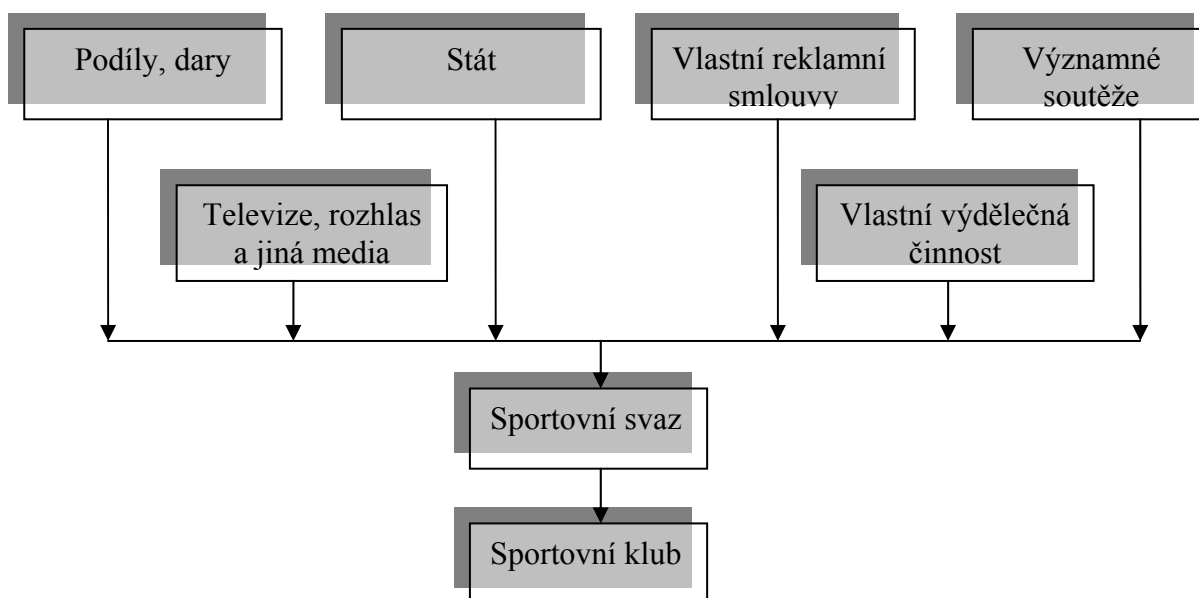 Podíly, dary
Stát
Vlastní reklamní
smlouvy
Významné
soutěže
Televize, rozhlas
a jiná media
Vlastní výdělečná
činnost
Sportovní svaz
Sportovní klub